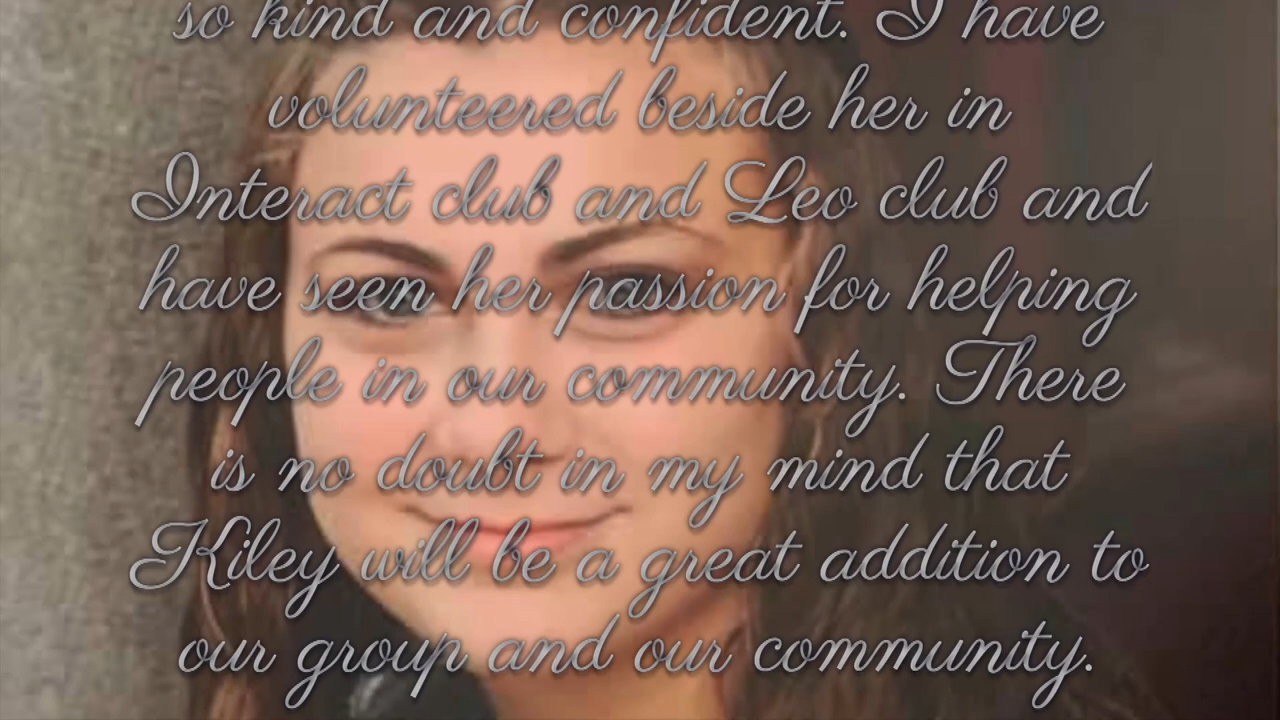 so kind and confident. I have
volunteered beside her in
Interact club and Leo club and
have seen her passion for helping
people in our community. There
is no doubt in my mind that
Kiley will be a great addition to
our group and our community.